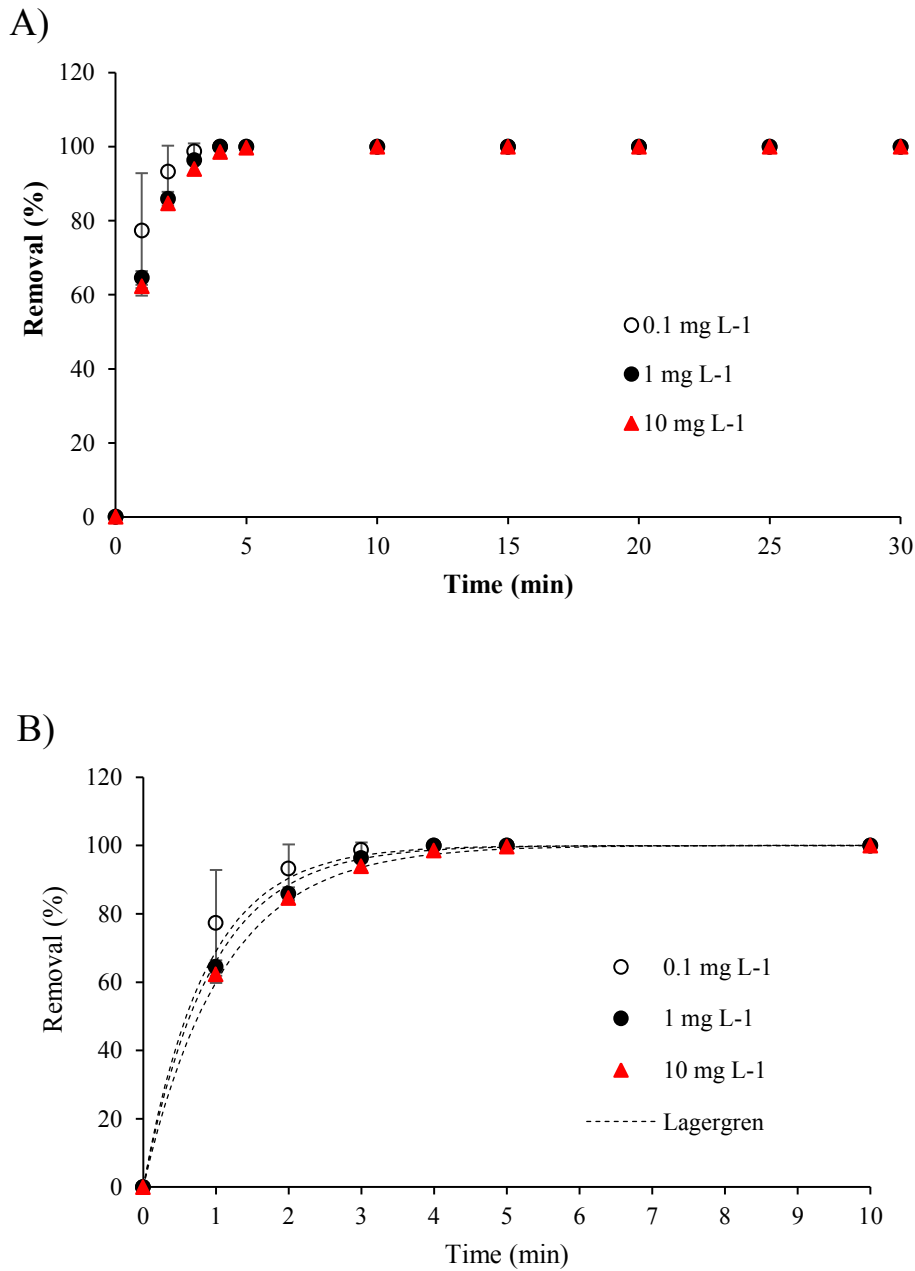 A)
120
100
80
60
40
20
0
Removal (%)
0.1 mg L-1
1 mg L-1
10 mg L-1
0 5 10 15 20 25 30
Time (min)
B)
120
100
80
60
40
20
0
Removal (%)
0.1 mg L-1
1 mg L-1
10 mg L-1
Lagergren
0 1 2 3 4 5 6 7 8 9 10
Time (min)